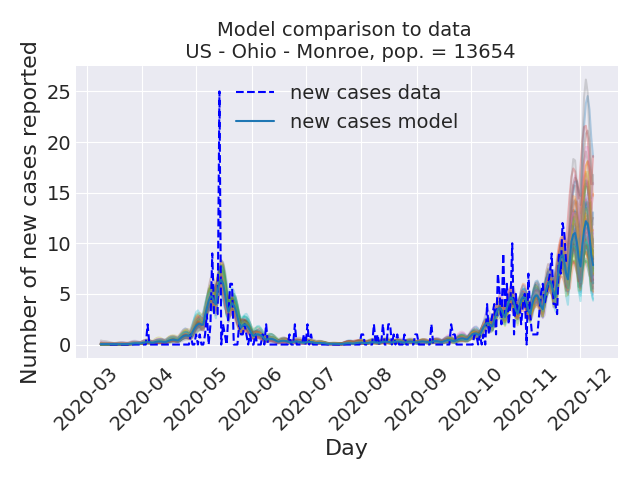 Model comparison to data
US - Ohio - Monroe, pop. = 13654
Number of new cases reported
25
20
15
10
5
0
new cases data
new cases model
2020-03
2020-04
2020-05
2020-06
2020-07
2020-08
2020-09
2020-10
2020-11
2020-12
Day